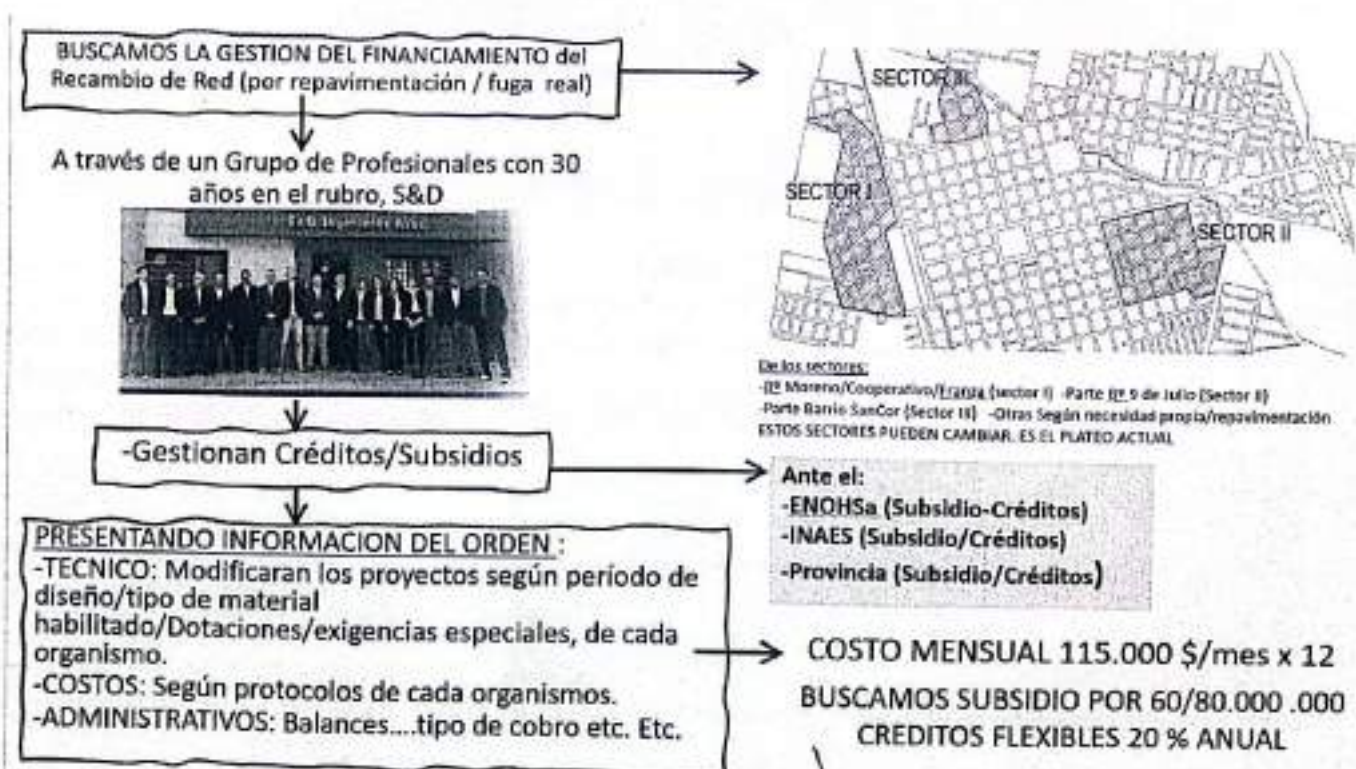 BUSCAMOS LA GESTION DEL FINANCIAMIENTO del
Recambio de Red (por repavimentación / fuga real)
A través de un Grupo de Profesionales con 30
años en el rubro, S&D
-Gestionan Créditos/Subsidios
PRESENTANDO INFORMACION DEL ORDEN :
-TECNICO: Modificaran los proyectos según período de
diseño/tipo de material
habilitado/Dotaciones/exigencias especiales, de cada
organismo.
-COSTOS: Según protocolos de cada organismos.
-ADMINISTRATIVOS: Balances....tipo de cobro etc. Etc.
SECTOR III
SECTOR I
SECTOR II
De los sectores:
-Bº Moreno/Cooperativo/Franza (sector I) -Parte Bº 9 de Julio (Sector II)
-Parte Barrio SanCor (Sector III) -Otras Según necesidad propia/repavimentación
ESTOS SECTORES PUEDEN CAMBIAR. ES EL PLATEO ACTUAL
Ante el:
-ENOHSa (Subsidio-Créditos)
-INAES (Subsidio/Créditos)
-Provincia (Subsidio/Créditos)
COSTO MENSUAL 115.000 $/mes x 12
BUSCAMOS SUBSIDIO POR 60/80.000 .000
CREDITOS FLEXIBLES 20 % ANUAL